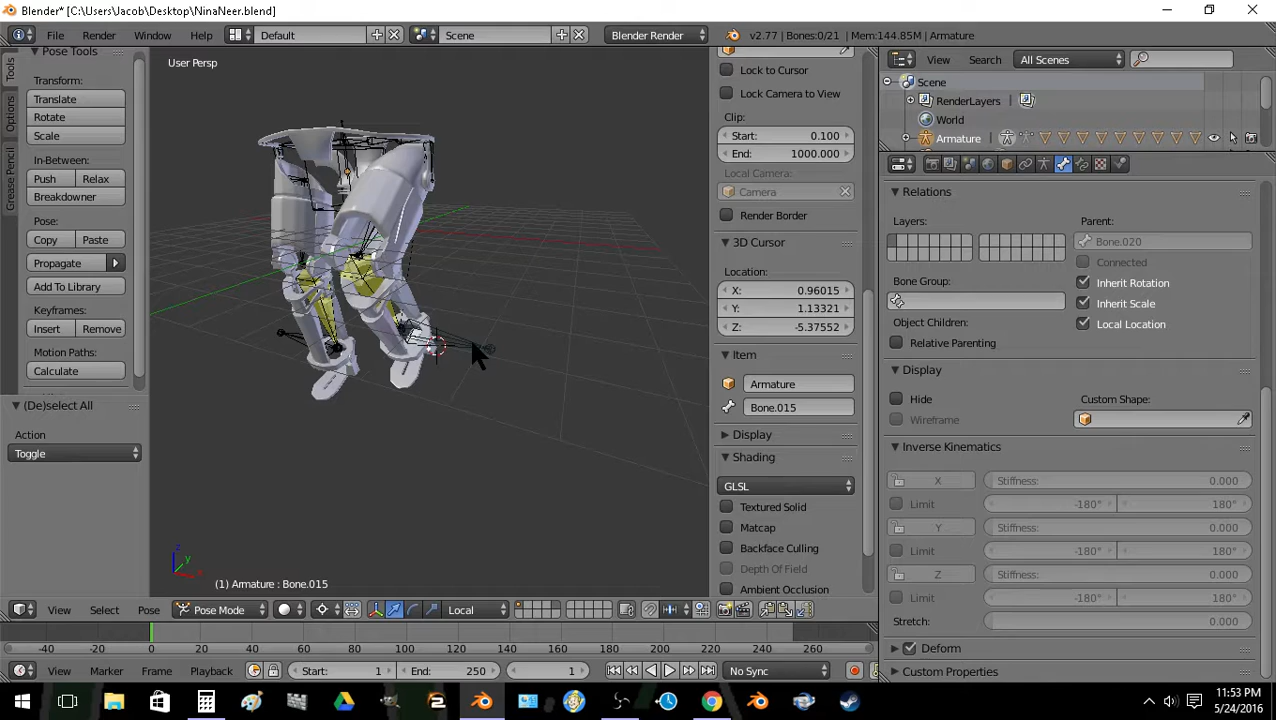 Blender* [C:\Users\Jacob\Desktop\NinaNeer.blend]
File Render Window Help Default Scene Blender Render v2.77 | Bones:0/21 | Mem:144.85M | Armature
Tools
Options
Grease Pencil
Pose Tools
Transform:
Translate
Rotate
Scale
In-Between:
Push Relax
Breakdowner
Pose:
Copy Paste
Propagate
Add To Library
Keyframes:
Insert Remove
Motion Paths:
Calculate
(De)select All
Action
Toggle
User Persp
z
y
x
(1) Armature : Bone.015
Lock to Cursor
Lock Camera to View
Clip:
Start: 0.100
End: 1000.000
Local Camera:
Camera
Render Border
3D Cursor
Location:
X: 0.96015
Y: 1.13321
Z: -5.37552
Item
Armature
Bone.015
Display
Shading
GLSL
Textured Solid
Matcap
Backface Culling
Depth Of Field
Ambient Occlusion
View Search All Scenes
Scene
RenderLayers
World
Armature
Relations
Layers: Parent:
Bone.020
Connected
Bone Group: Inherit Rotation
Inherit Scale
Object Children: Local Location
Relative Parenting
Display
Hide Custom Shape:
Wireframe
Inverse Kinematics
X Stiffness: 0.000
Limit -180° 180°
Y Stiffness: 0.000
Limit -180° 180°
Z Stiffness: 0.000
Limit -180° 180°
Stretch: 0.000
Deform
Custom Properties
View Select Pose Pose Mode Local
-40 -20 0 20 40 60 80 100 120 140 160 180 200 220 240 260
View Marker Frame Playback Start: 1 End: 250 1 No Sync
11:53 PM
5/24/2016